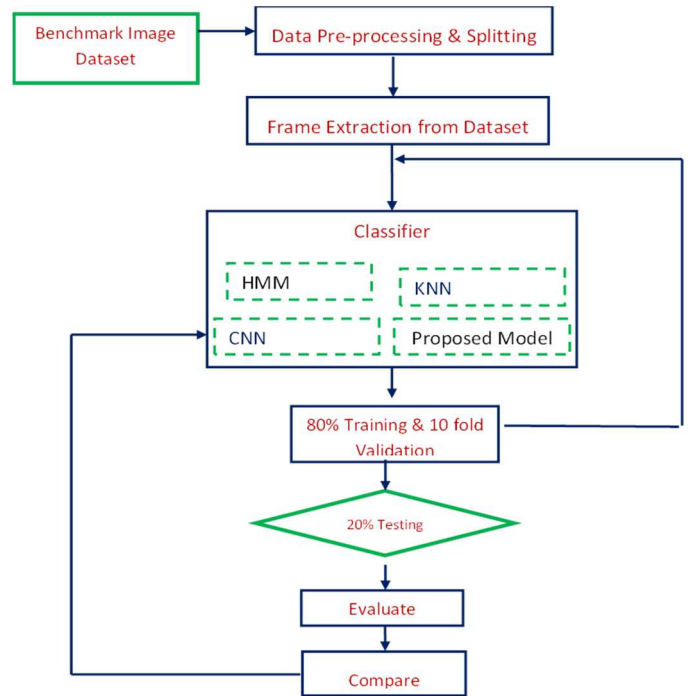 Benchmark Image
Dataset
Data Pre-processing & Splitting
Frame Extraction from Dataset
Classifier
HMM
KNN
CNN
Proposed Model
80% Training & 10 fold
Validation
20% Testing
Evaluate
Compare